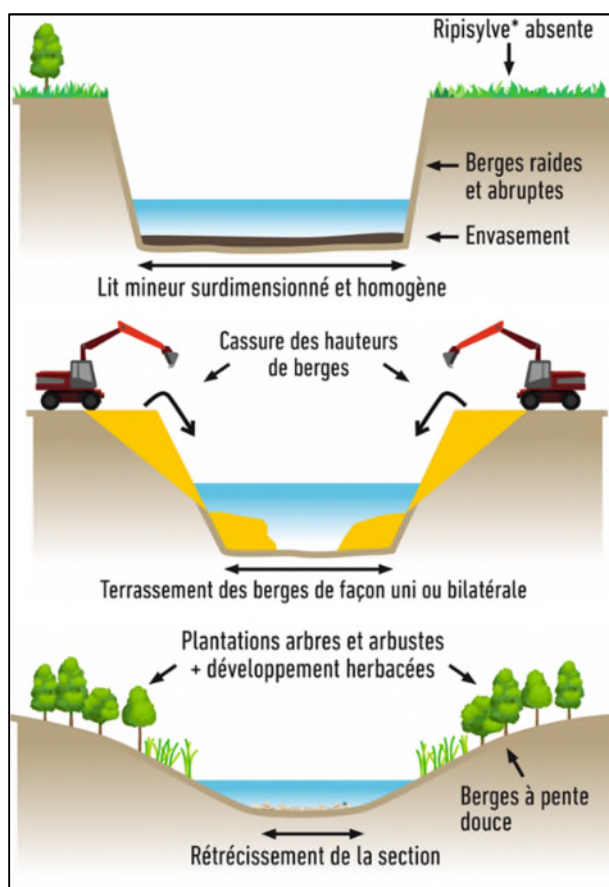 Ripisylve* absente
Berges raides
et abruptes
Envasement
Lit mineur surdimensionné et homogène
Cassure des hauteurs
de berges
Terrassement des berges de façon uni ou bilatérale
Plantations arbres et arbustes
+ développement herbacées
Berges à pente
douce
Rétrécissement de la section